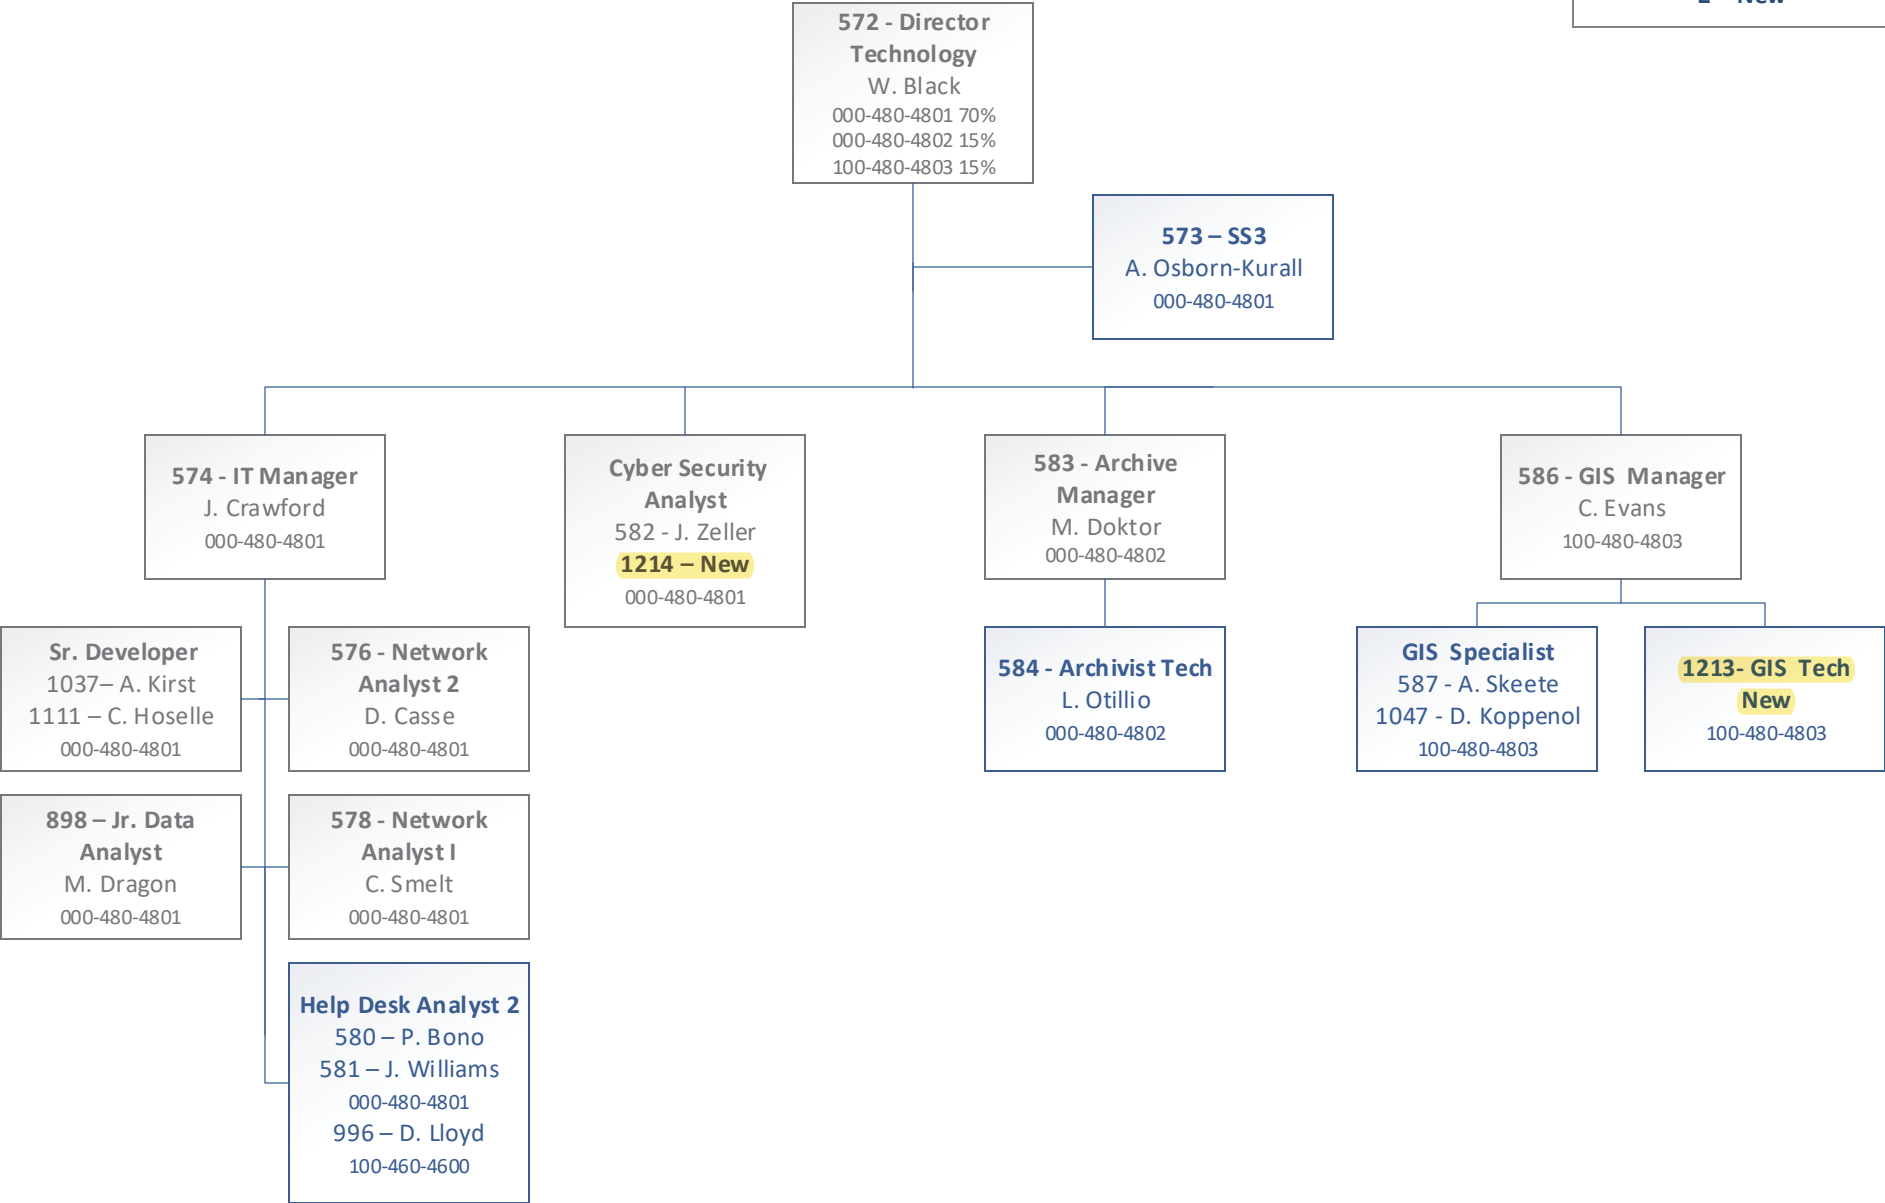 2 – New
572 - Director
Technology
W. Black
000-480-4801 70%
000-480-4802 15%
100-480-4803 15%
573 – SS3
A. Osborn-Kurall
000-480-4801
574 - IT Manager
J. Crawford
000-480-4801
Cyber Security
Analyst
582 - J. Zeller
1214 – New
000-480-4801
583 - Archive
Manager
M. Doktor
000-480-4802
586 - GIS Manager
C. Evans
100-480-4803
Sr. Developer
1037– A. Kirst
1111 – C. Hoselle
000-480-4801
576 - Network
Analyst 2
D. Casse
000-480-4801
584 - Archivist Tech
L. Otillio
000-480-4802
GIS Specialist
587 - A. Skeete
1047 - D. Koppenol
100-480-4803
1213- GIS Tech
New
100-480-4803
898 – Jr. Data
Analyst
M. Dragon
000-480-4801
578 - Network
Analyst I
C. Smelt
000-480-4801
Help Desk Analyst 2
580 – P. Bono
581 – J. Williams
000-480-4801
996 – D. Lloyd
100-460-4600